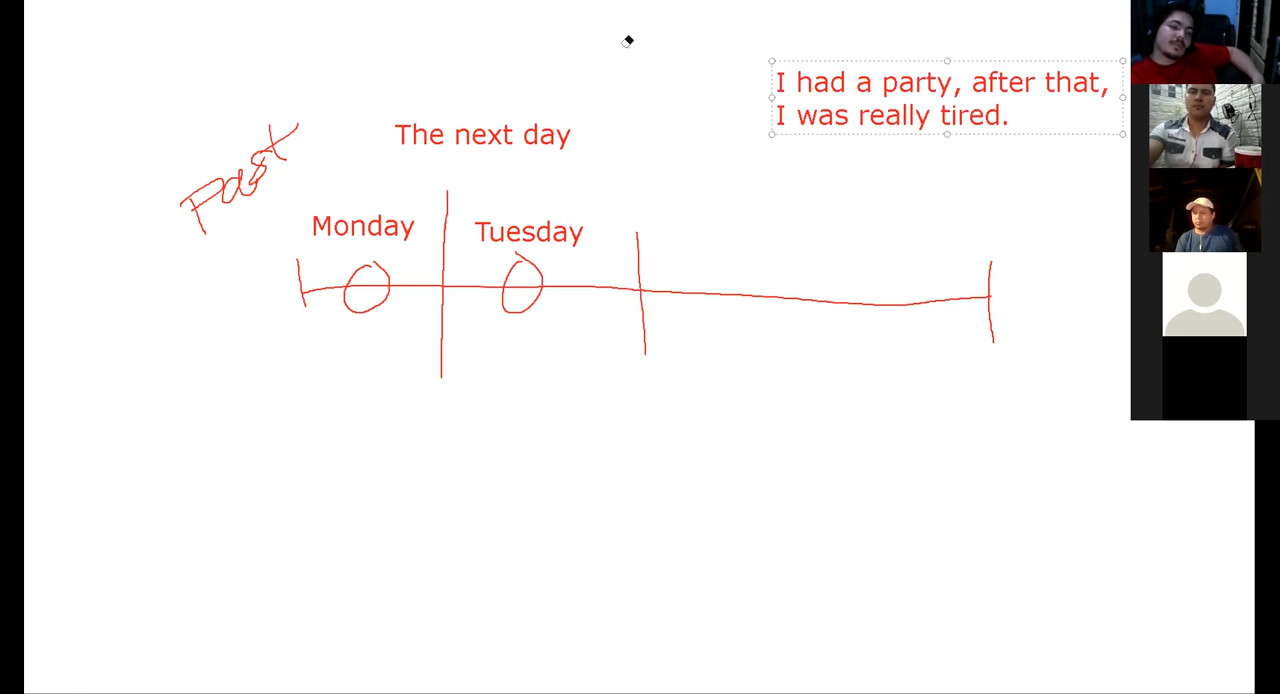 I had a party, after that,
I was really tired.
The next day
Past
Monday
Tuesday